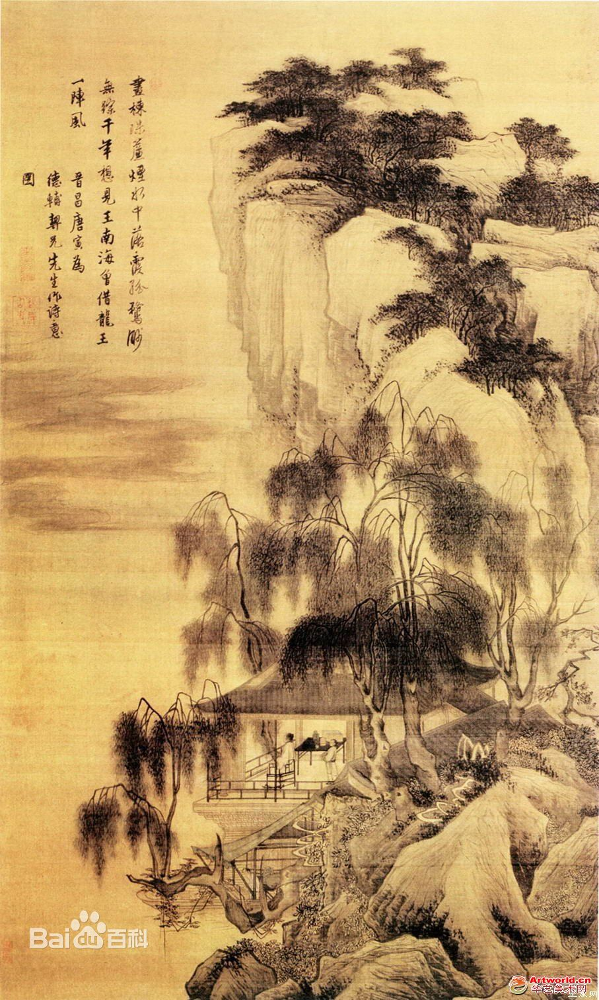 畫棟珠簾煙水中落霞孤鶩渺
無蹤千年想見王南海曾借龍王
一陣風
晉昌唐寅為
德輔契兄先生作詩意
圖
Bai百科
Artworld.cn
华艺美术网